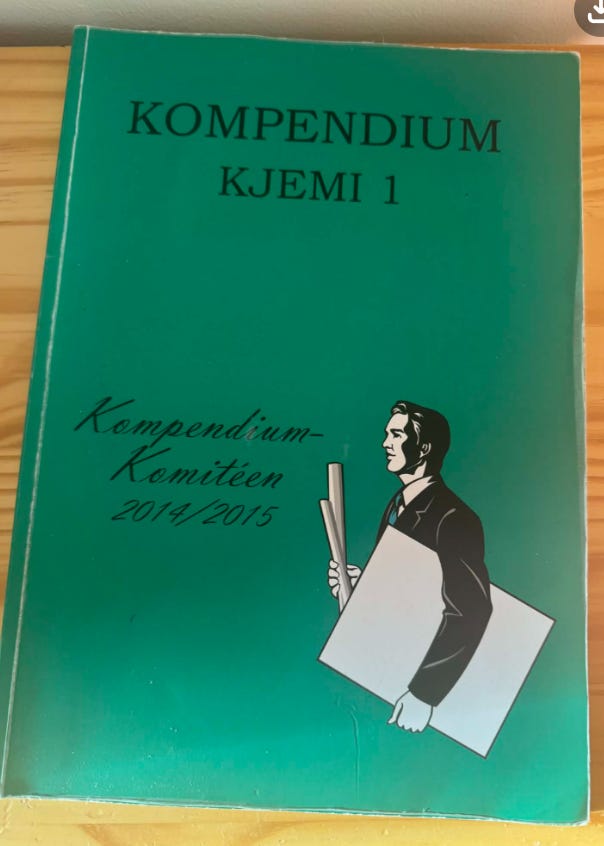 KOMPENDIUM
KJEMI 1
Kompendium-
Komitéen
2014/2015